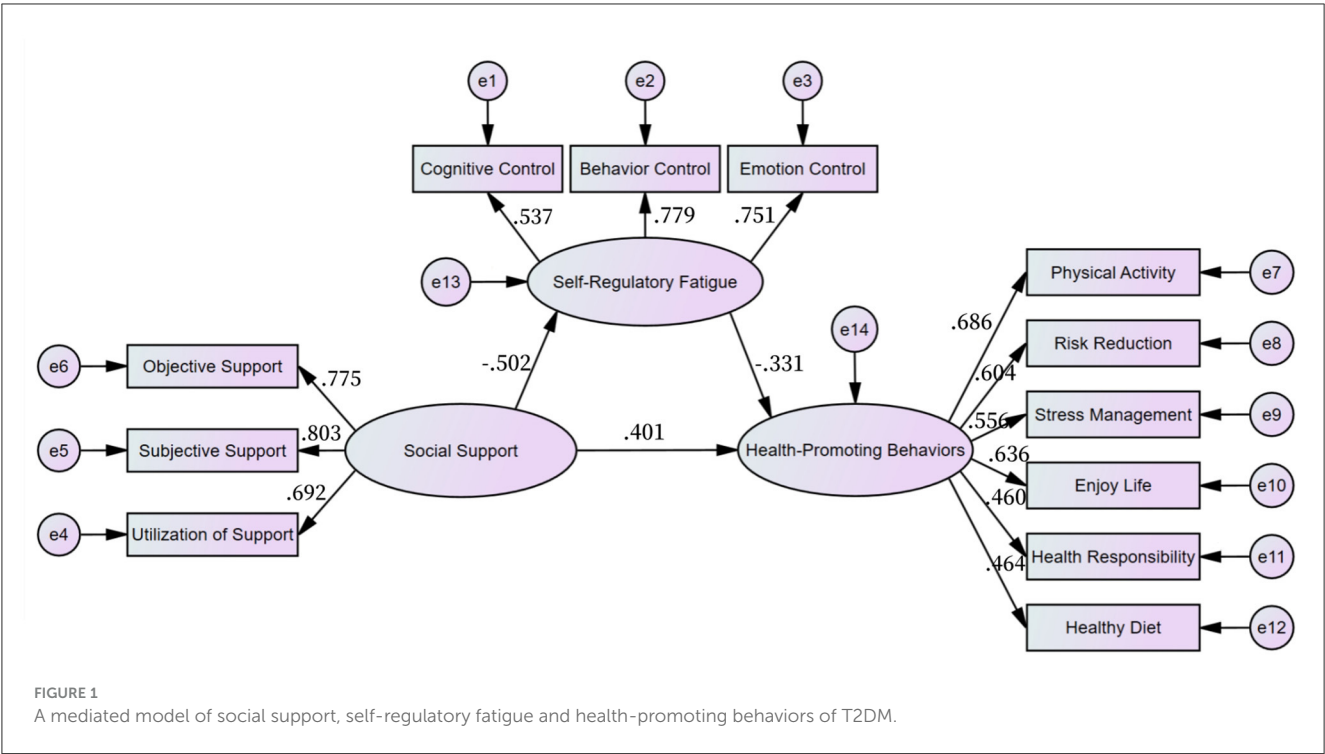 e1
e2
e3
Cognitive Control
Behavior Control
Emotion Control
.537
.779
.751
e13
Self-Regulatory Fatigue
e14
-.502
-.331
e6
Objective Support
.775
e5
Subjective Support
.803
Social Support
.401
Health-Promoting Behaviors
e4
Utilization of Support
.692
.686
Physical Activity
e7
.604
Risk Reduction
e8
.556
Stress Management
e9
.636
Enjoy Life
e10
.460
Health Responsibility
e11
.464
Healthy Diet
e12
FIGURE 1
A mediated model of social support, self-regulatory fatigue and health-promoting behaviors of T2DM.